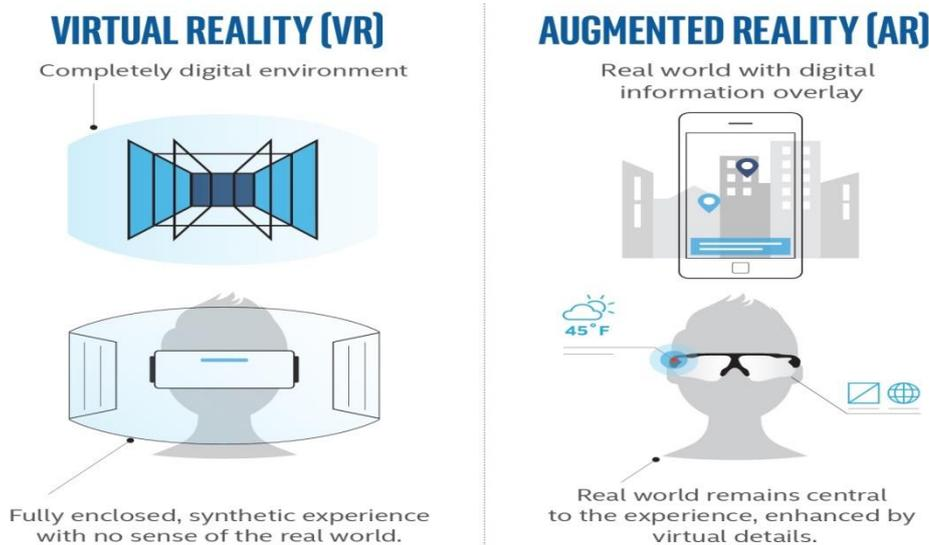 VIRTUAL REALITY (VR)
Completely digital environment
Fully enclosed, synthetic experience
with no sense of the real world.
AUGMENTED REALITY (AR)
Real world with digital
information overlay
45°F
Real world remains central
to the experience, enhanced by
virtual details.